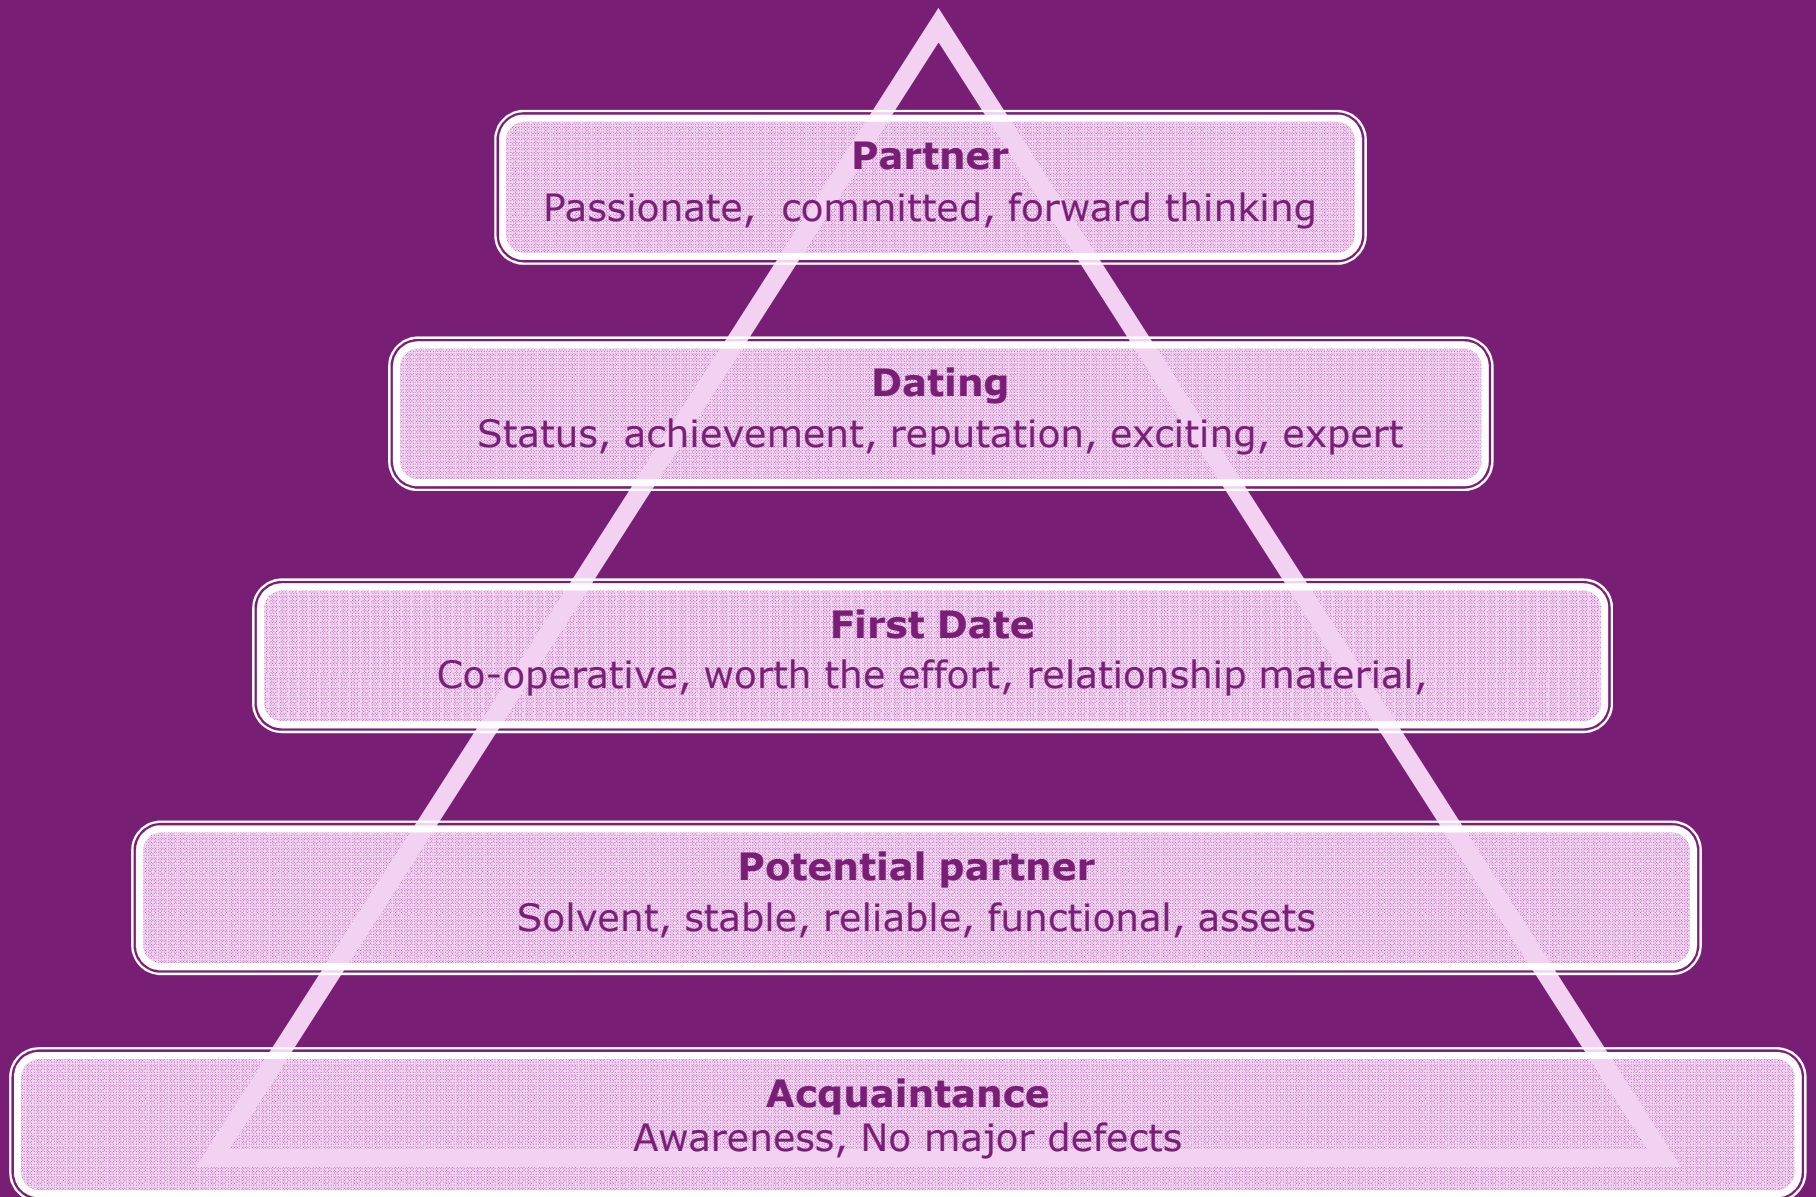 Partner
Passionate,  committed, forward thinking
Dating
Status, achievement, reputation, exciting, expert
First Date
Co-operative, worth the effort, relationship material,
Potential partner
Solvent, stable, reliable, functional, assets
Acquaintance
Awareness, No major defects